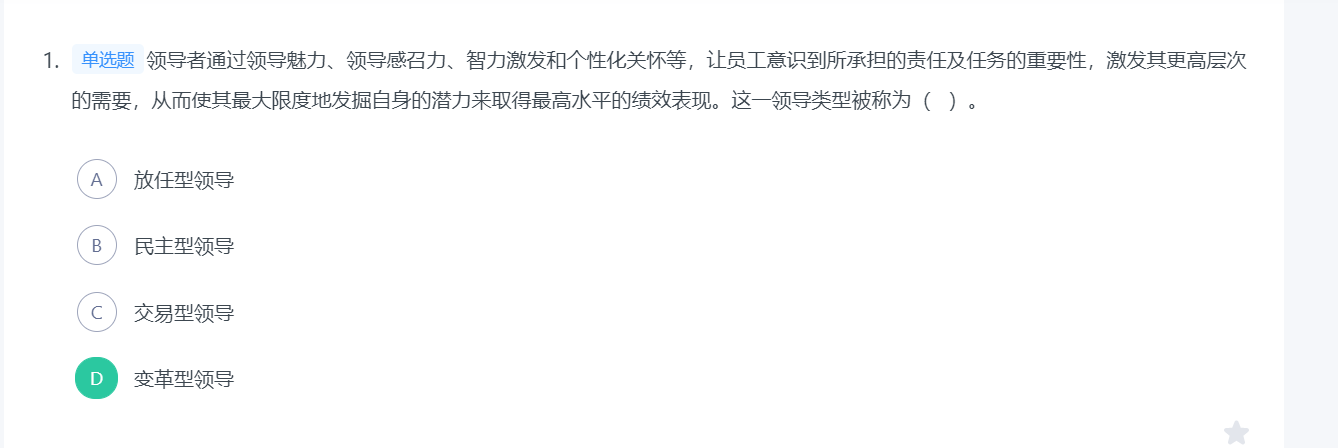 1. 单选题 领导者通过领导魅力、领导感召力、智力激发和个性化关怀等，让员工意识到所承担的责任及任务的重要性，激发其更高层次
的需要，从而使其最大限度地发掘自身的潜力来取得最高水平的绩效表现。这一领导类型被称为（ ）。
A 放任型领导
B 民主型领导
C 交易型领导
D 变革型领导